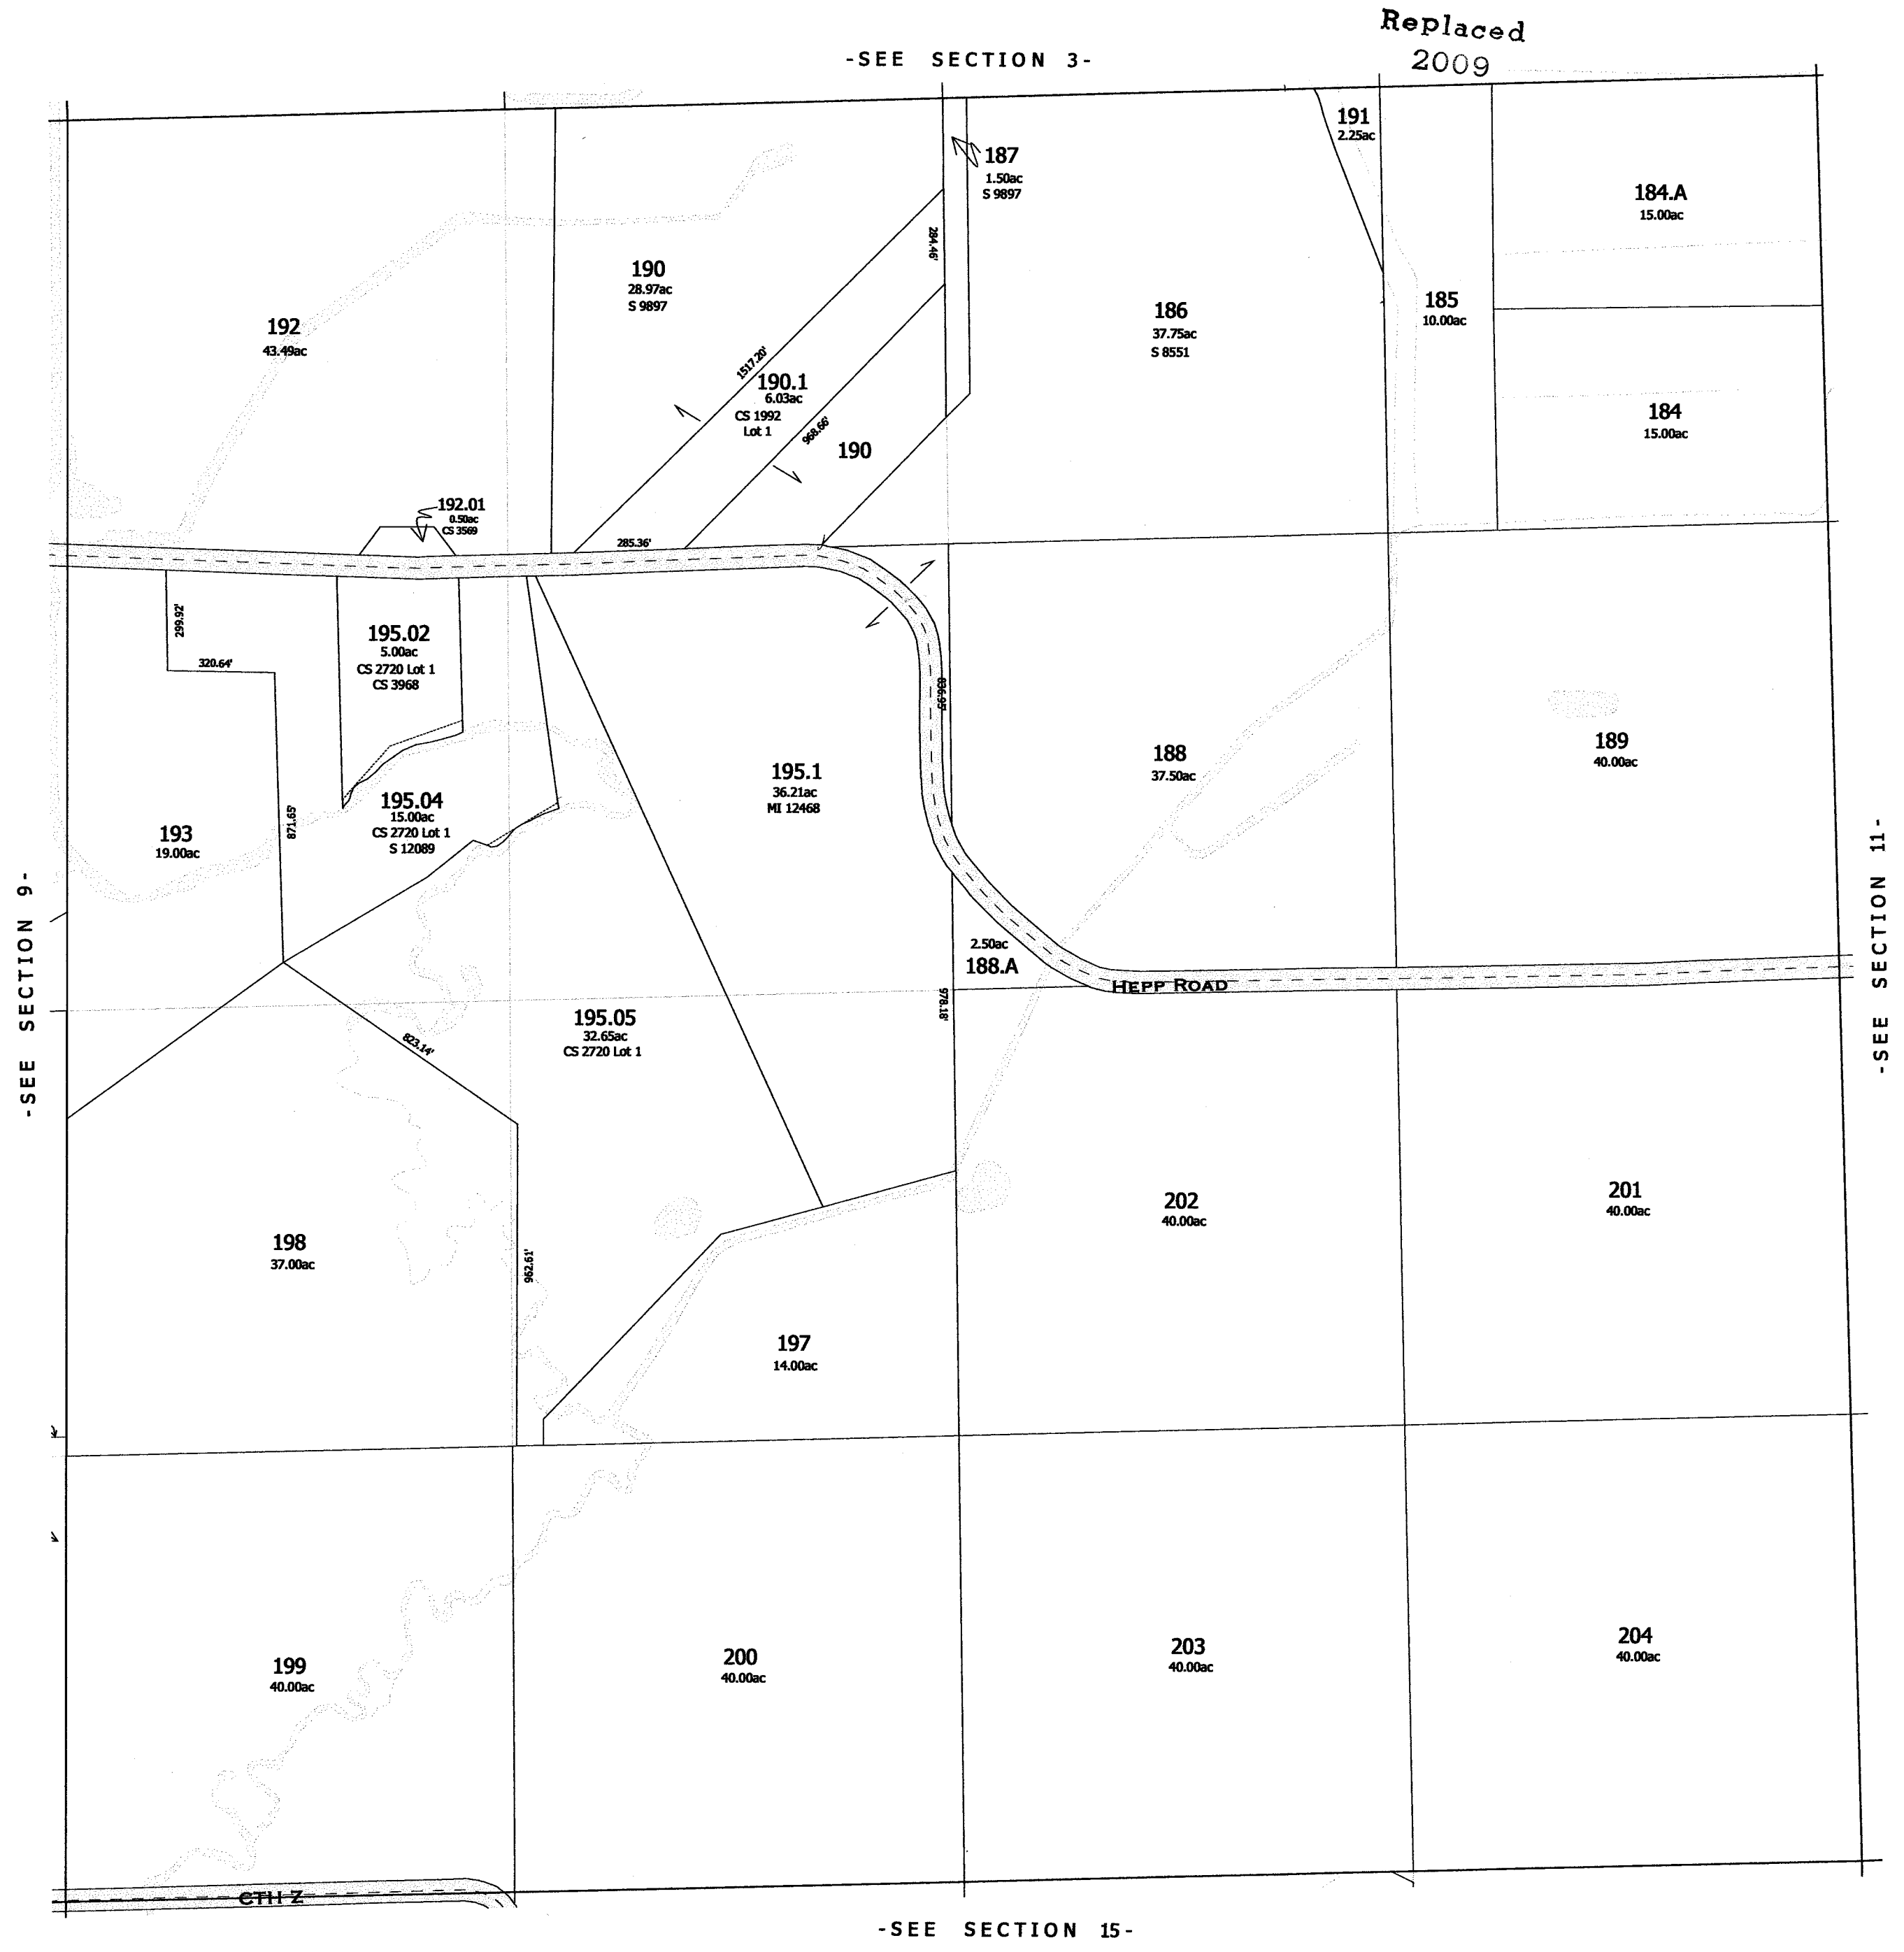 Replaced
2009
-SEE SECTION 3-
191
2.25ac
187
1.50ac
S 9897
184.A
15.00ac
284.46'
190
28.97ac
S 9897
192
43.49ac
186
37.75ac
S 8551
185
10.00ac
1517.20'
190.1
6.03ac
CS 1992
Lot 1
968.66'
190
184
15.00ac
192.01
0.50ac
CS 3569
285.36'
299.92'
320.64'
195.02
5.00ac
CS 2720 Lot 1
CS 3968
836.95'
195.1
36.21ac
MI 12468
188
37.50ac
189
40.00ac
195.04
15.00ac
CS 2720 Lot 1
S 12089
871.65'
193
19.00ac
-SEE SECTION 9-
-SEE SECTION 11-
2.50ac
188.A
HEPP ROAD
978.18'
195.05
32.65ac
CS 2720 Lot 1
823.14'
202
40.00ac
201
40.00ac
198
37.00ac
962.61'
197
14.00ac
199
40.00ac
200
40.00ac
203
40.00ac
204
40.00ac
CTH Z
-SEE SECTION 15-